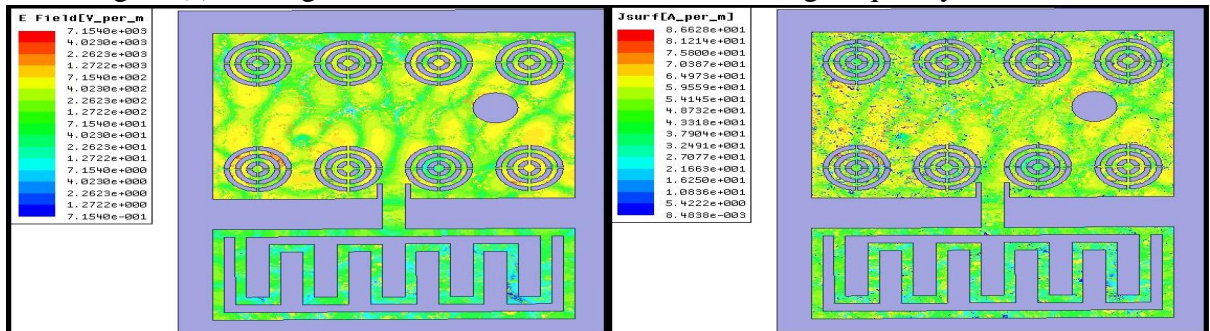 E Field[V_per_m
7.1540e+003
4.0230e+003
2.2623e+003
1.2722e+003
7.1540e+002
4.0230e+002
2.2623e+002
1.2722e+002
7.1540e+001
4.0230e+001
2.2623e+001
1.2722e+001
7.1540e+000
4.0230e+000
2.2623e+000
1.2722e+000
7.1540e-001
Jsurf[A_per_m]
8.6628e+001
8.1214e+001
7.5800e+001
7.0387e+001
6.4973e+001
5.9559e+001
5.4145e+001
4.8732e+001
4.3318e+001
3.7904e+001
3.2491e+001
2.7077e+001
2.1663e+001
1.6250e+001
1.0836e+001
5.4222e+000
8.4838e-003